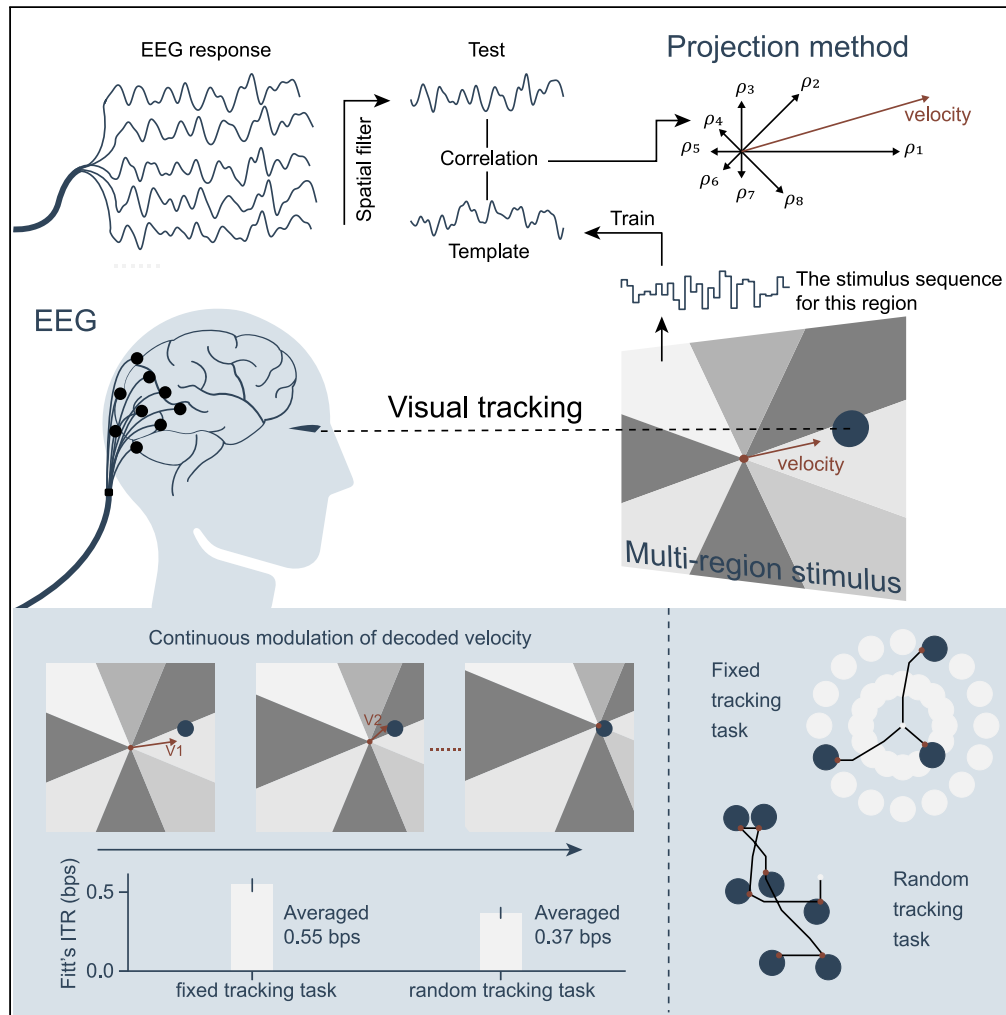 EEG response
Test
Projection method
Spatial filter
Correlation
Template
Train
ρ1
ρ2
ρ3
ρ4
ρ5
ρ6
ρ7
ρ8
velocity
The stimulus sequence
for this region
EEG
Visual tracking
velocity
Multi-region stimulus
Continuous modulation of decoded velocity
V1
V2
Fitt's ITR (bps)
0.5
0.0
Averaged
0.55 bps
Averaged
0.37 bps
fixed tracking task
random tracking task
Fixed
tracking
task
Random
tracking
task